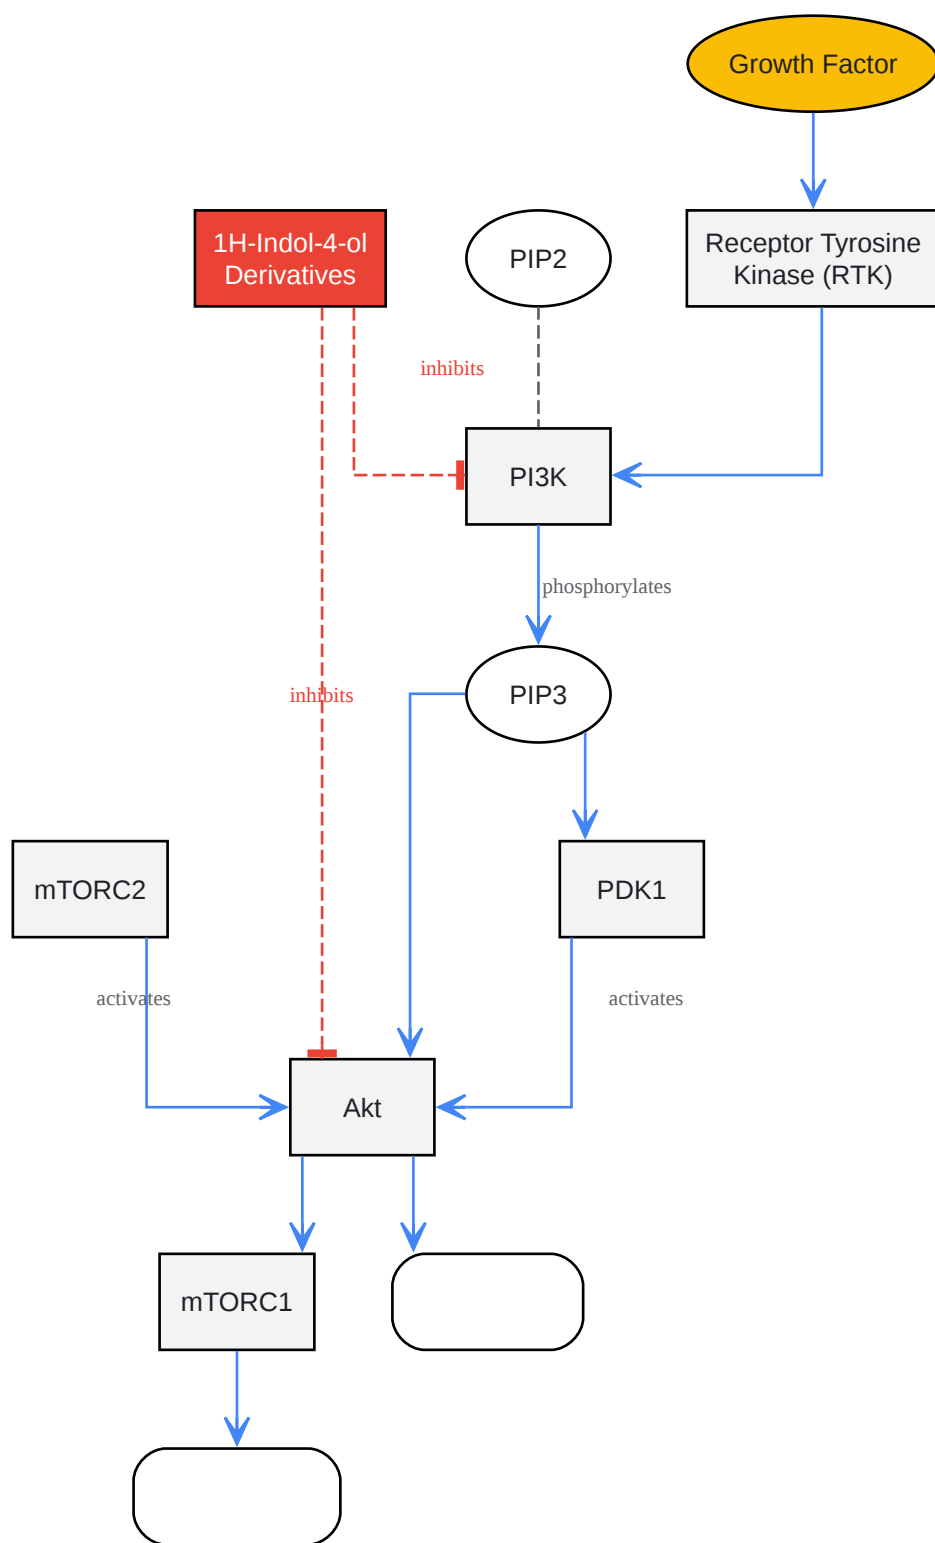 Growth Factor
1H-Indol-4-ol
Derivatives
PIP2
Receptor Tyrosine
Kinase (RTK)
inhibits
PI3K
phosphorylates
inhibits
PIP3
mTORC2
PDK1
activates
activates
Akt
mTORC1